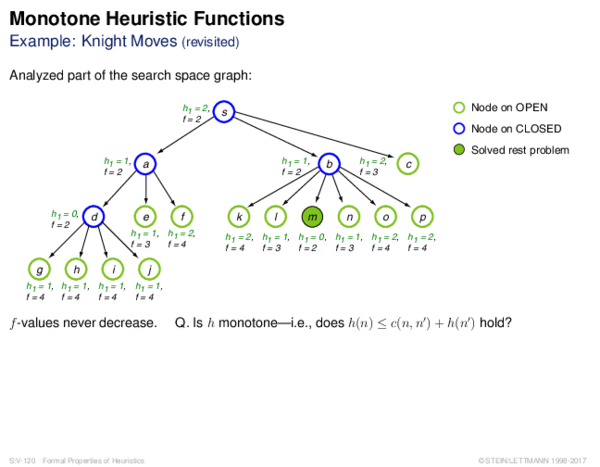 Monotone Heuristic Functions
Example: Knight Moves (revisited)
Analyzed part of the search space graph:
h1 = 2,
f = 2
s
Node on OPEN
Node on CLOSED
Solved rest problem
h1 = 1,
f = 2
a
h1 = 1,
f = 2
b
h1 = 2,
f = 3
c
h1 = 0,
f = 2
d
e
f
k
l
m
n
o
p
h1 = 1, h1 = 2,
f = 3 f = 4
h1 = 2, h1 = 1, h1 = 0, h1 = 1, h1 = 2, h1 = 2,
f = 4 f = 3 f = 2 f = 3 f = 4 f = 4
g
h
i
j
h1 = 1, h1 = 1, h1 = 1, h1 = 1,
f = 4 f = 4 f = 4 f = 4
f-values never decrease. Q. Is h monotone—i.e., does h(n) ≤ c(n, n′) + h(n′) hold?
S:V-120 Formal Properties of Heuristics ©STEIN/LETTMANN 1998-2017